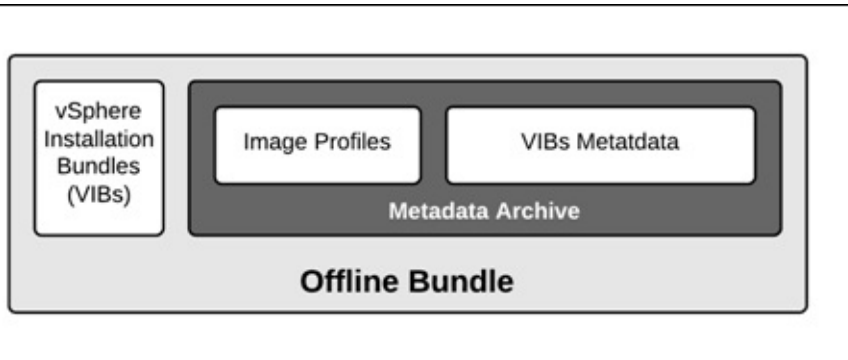 vSphere
Installation
Bundles
(VIBs)
Image Profiles
VIBs Metatdata
Metadata Archive
Offline Bundle